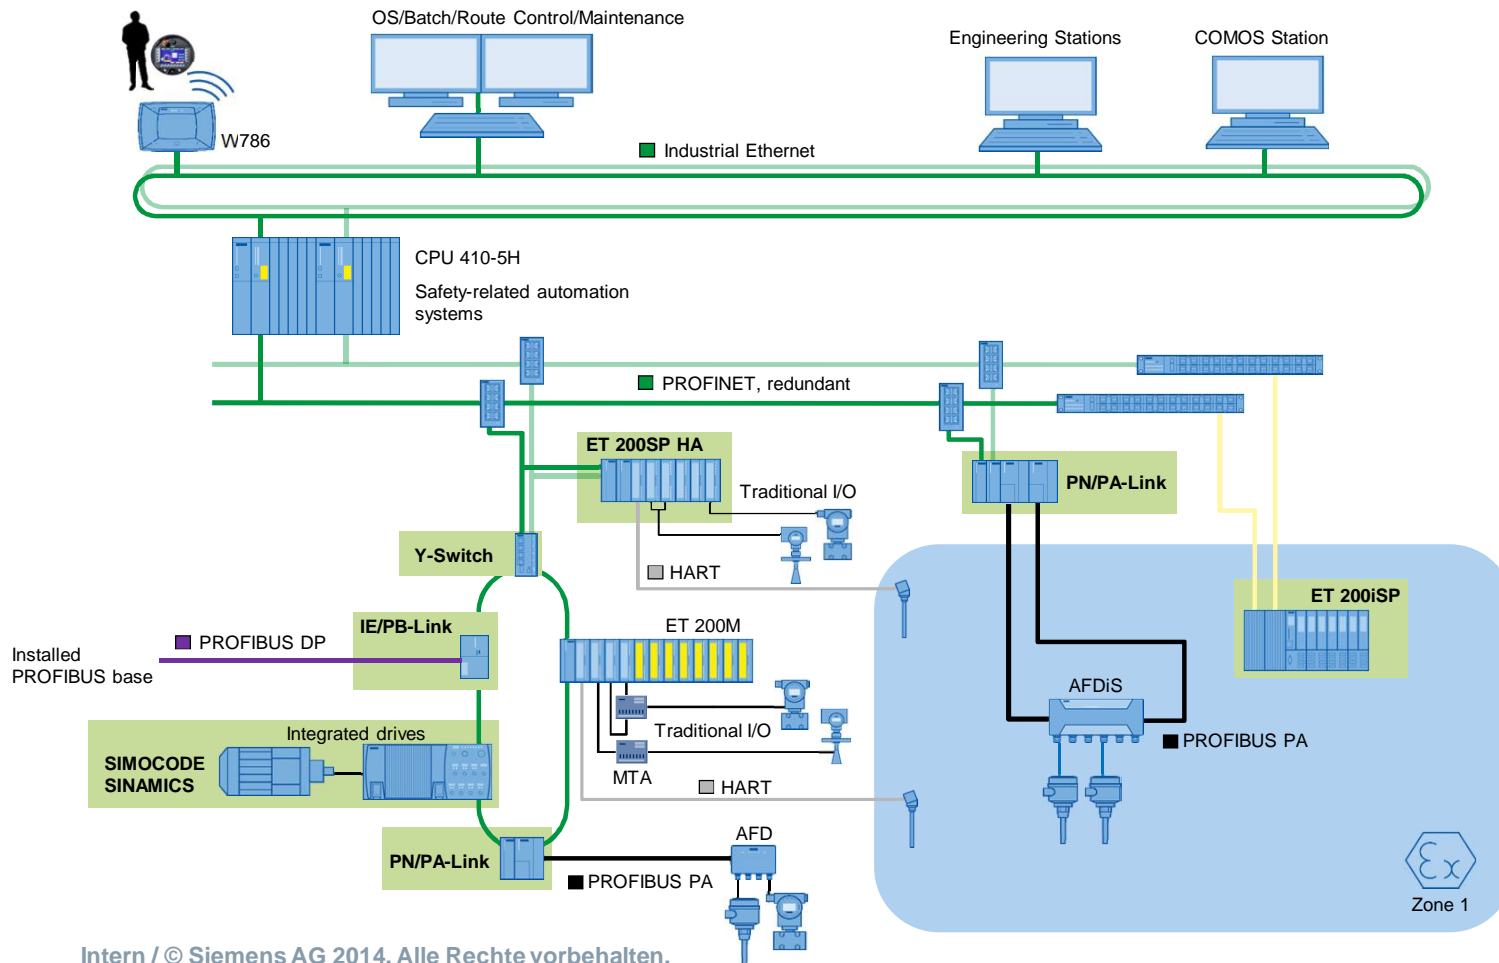 OS/Batch/Route Control/Maintenance
Engineering Stations
COMOS Station
W786
Industrial Ethernet
CPU 410-5H
Safety-related automation
systems
PROFINET, redundant
ET 200SP HA
Traditional I/O
PN/PA-Link
Y-Switch
HART
ET 200iSP
IE/PB-Link
ET 200M
PROFIBUS DP
Installed
PROFIBUS base
AFDiS
Integrated drives
Traditional I/O
PROFIBUS PA
SIMOCODE
SINAMICS
MTA
HART
AFD
PN/PA-Link
PROFIBUS PA
Ex
Zone 1
Intern / © Siemens AG 2014. Alle Rechte vorbehalten.